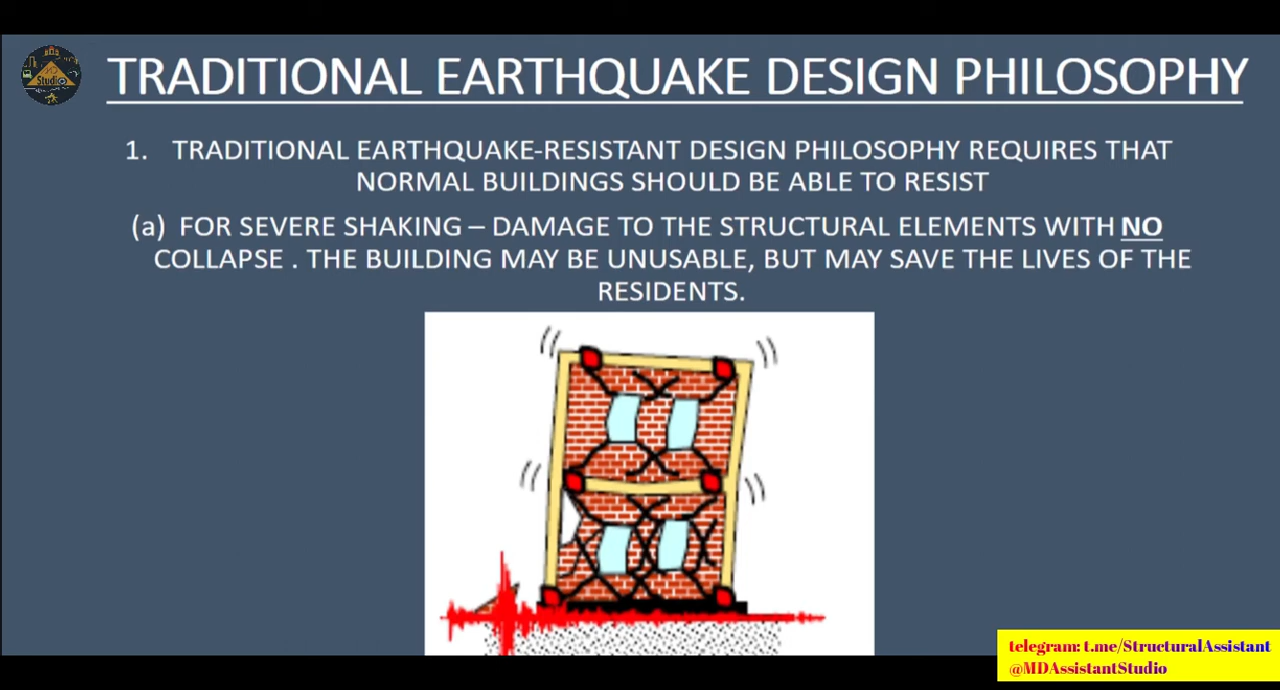 TRADITIONAL EARTHQUAKE DESIGN PHILOSOPHY
1. TRADITIONAL EARTHQUAKE-RESISTANT DESIGN PHILOSOPHY REQUIRES THAT
NORMAL BUILDINGS SHOULD BE ABLE TO RESIST
(a) FOR SEVERE SHAKING – DAMAGE TO THE STRUCTURAL ELEMENTS WITH NO
COLLAPSE . THE BUILDING MAY BE UNUSABLE, BUT MAY SAVE THE LIVES OF THE
RESIDENTS.
Studio
telegram: t.me/StructuralAssistant
@MDAssistantStudio